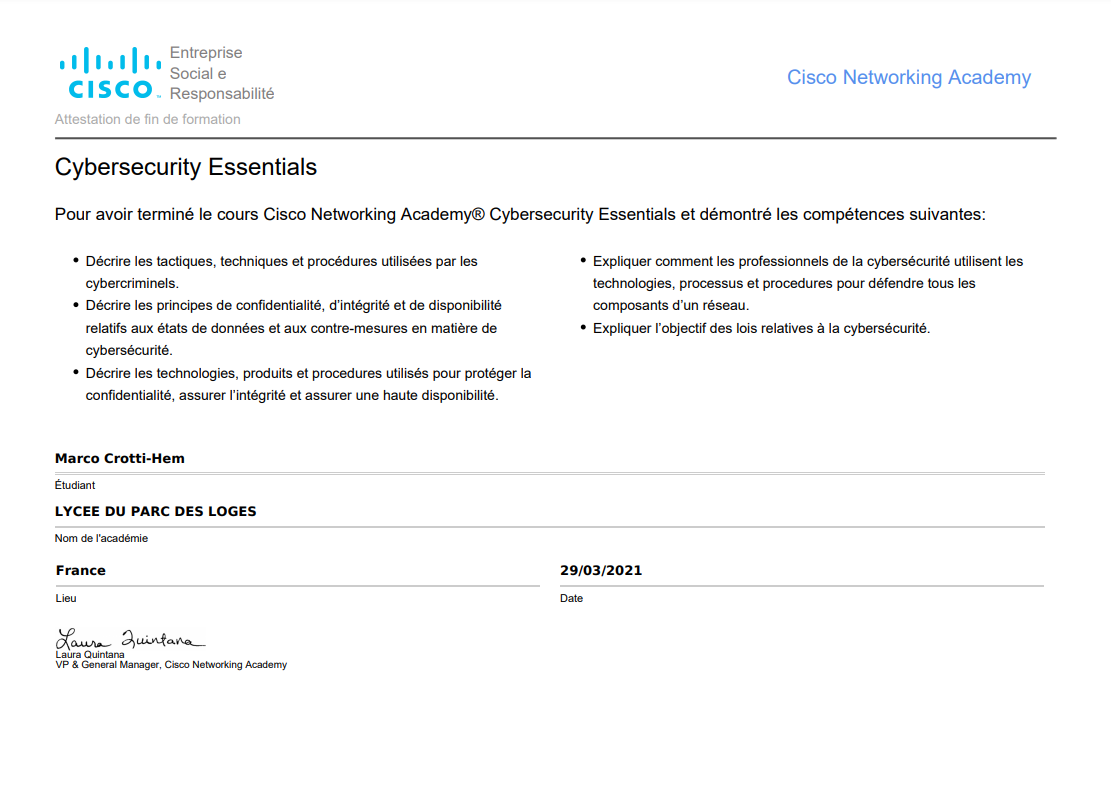 CISCO™
Entreprise
Social e
Responsabilité
Cisco Networking Academy
Attestation de fin de formation
Cybersecurity Essentials
Pour avoir terminé le cours Cisco Networking Academy® Cybersecurity Essentials et démontré les compétences suivantes:
• Décrire les tactiques, techniques et procédures utilisées par les
cybercriminels.
• Décrire les principes de confidentialité, d'intégrité et de disponibilité
relatifs aux états de données et aux contre-mesures en matière de
cybersécurité.
• Décrire les technologies, produits et procedures utilisés pour protéger la
confidentialité, assurer l'intégrité et assurer une haute disponibilité.
• Expliquer comment les professionnels de la cybersécurité utilisent les
technologies, processus et procedures pour défendre tous les
composants d'un réseau.
• Expliquer l'objectif des lois relatives à la cybersécurité.
Marco Crotti-Hem
Étudiant
LYCEE DU PARC DES LOGES
Nom de l'académie
France
Lieu
29/03/2021
Date
Laura Quintana
Laura Quintana
VP & General Manager, Cisco Networking Academy